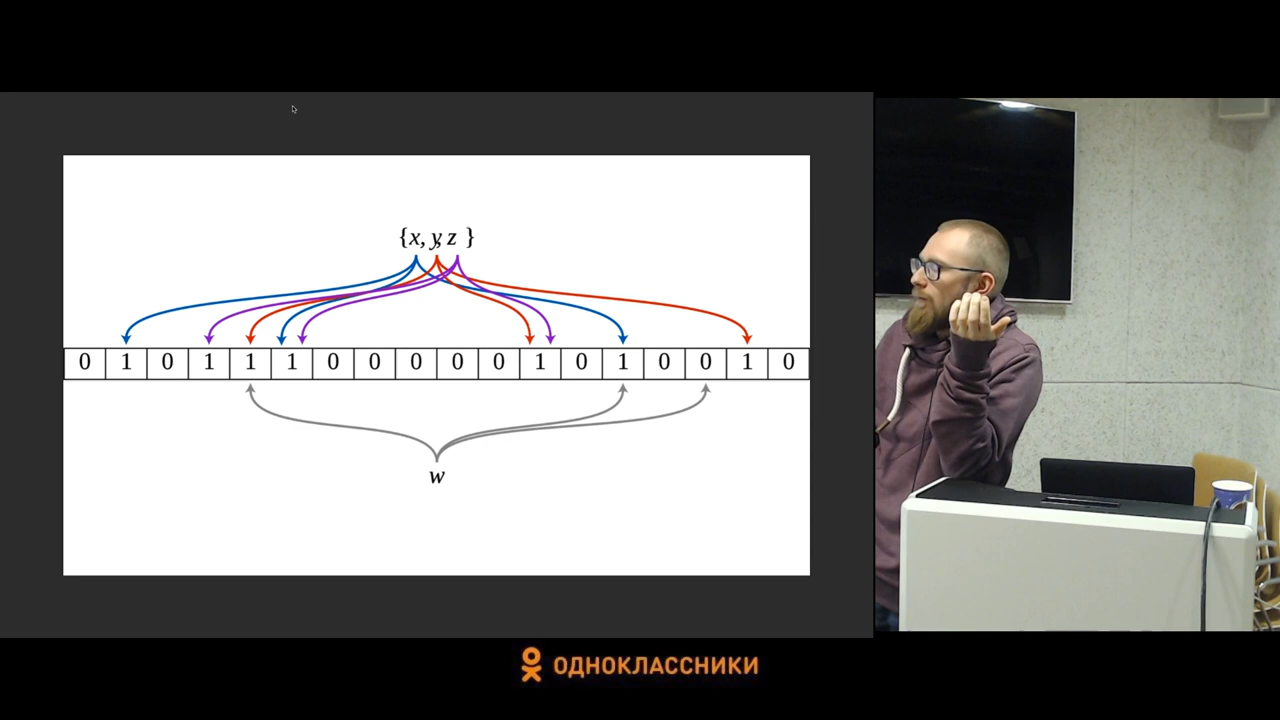 {x, y, z }
0 1 0 1 1 1 0 0 0 0 0 1 0 1 0 0 1 0
w
ОДНОКЛАССНИКИ